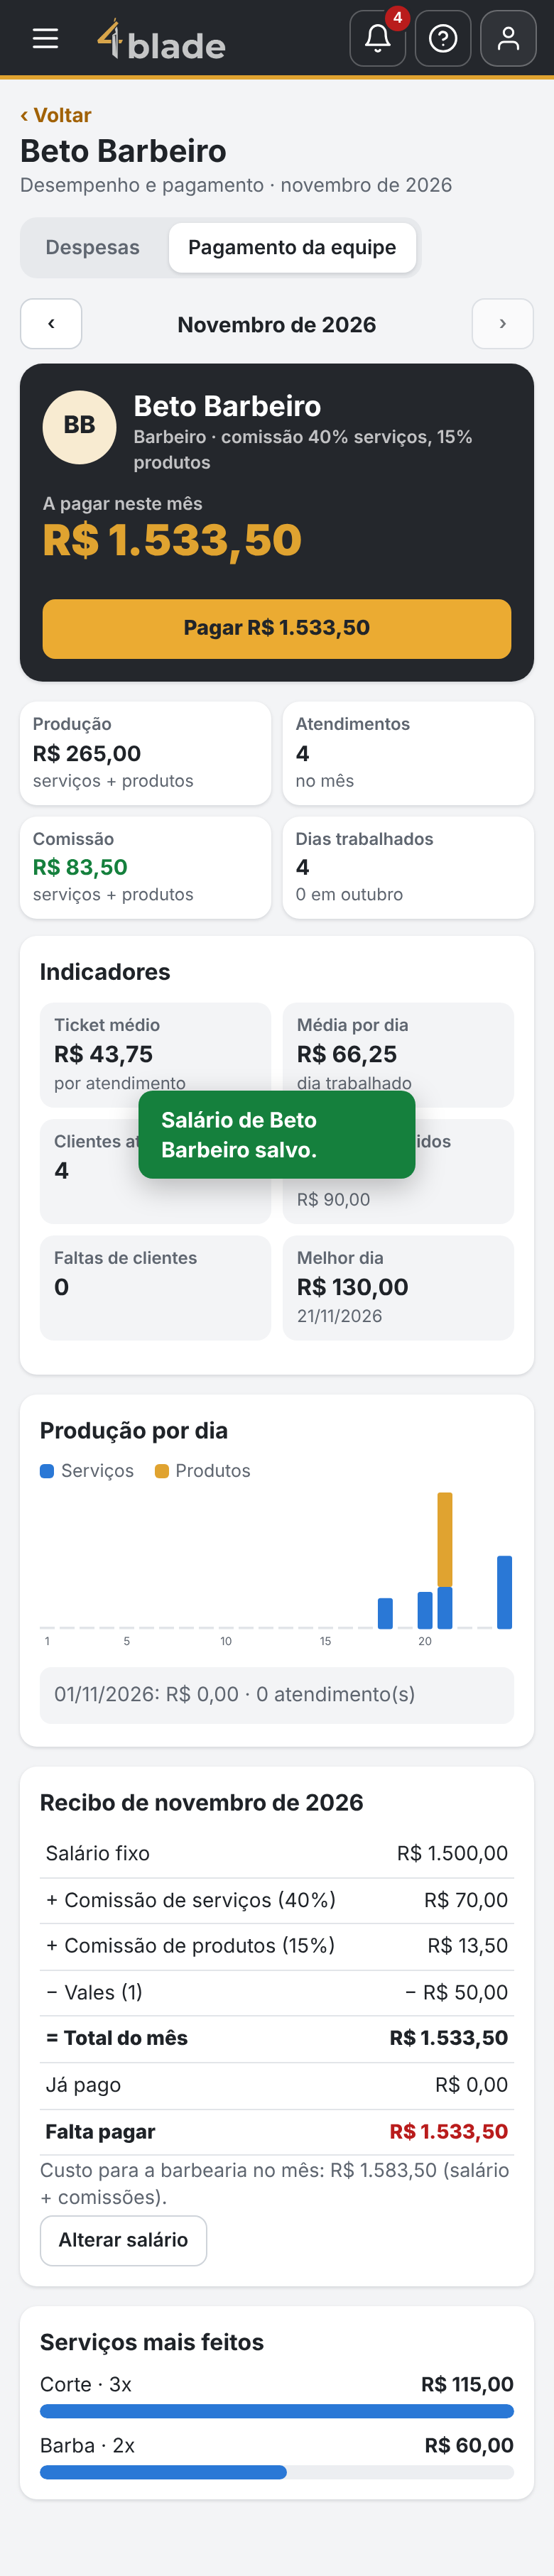 4blade
4
‹ Voltar
Beto Barbeiro
Desempenho e pagamento · novembro de 2026
Despesas
Pagamento da equipe
‹
Novembro de 2026
›
BB
Beto Barbeiro
Barbeiro · comissão 40% serviços, 15%
produtos
A pagar neste mês
R$ 1.533,50
Pagar R$ 1.533,50
Produção
R$ 265,00
serviços + produtos
Atendimentos
4
no mês
Comissão
R$ 83,50
serviços + produtos
Dias trabalhados
4
0 em outubro
Indicadores
Ticket médio
R$ 43,75
por atendimento
Média por dia
R$ 66,25
dia trabalhado
Clientes
4
R$ 90,00
Salário de Beto
Barbeiro salvo.
Faltas de clientes
0
Melhor dia
R$ 130,00
21/11/2026
Produção por dia
Serviços
Produtos
1 5 10 15 20
01/11/2026: R$ 0,00 · 0 atendimento(s)
Recibo de novembro de 2026
Salário fixo R$ 1.500,00
+ Comissão de serviços (40%) R$ 70,00
+ Comissão de produtos (15%) R$ 13,50
− Vales (1) − R$ 50,00
= Total do mês R$ 1.533,50
Já pago R$ 0,00
Falta pagar R$ 1.533,50
Custo para a barbearia no mês: R$ 1.583,50 (salário
+ comissões).
Alterar salário
Serviços mais feitos
Corte · 3x R$ 115,00
Barba · 2x R$ 60,00